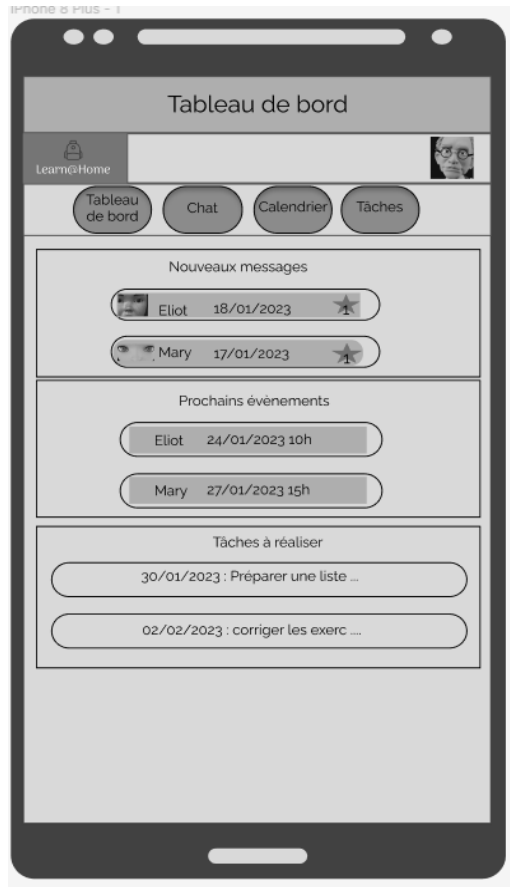 iPhone 8 Plus - 1
Tableau de bord
Learn@Home
Tableau
de bord
Chat
Calendrier
Tâches
Nouveaux messages
Eliot 18/01/2023 1
Mary 17/01/2023 1
Prochains évènements
Eliot 24/01/2023 10h
Mary 27/01/2023 15h
Tâches à réaliser
30/01/2023 : Préparer une liste ...
02/02/2023 : corriger les exerc ....